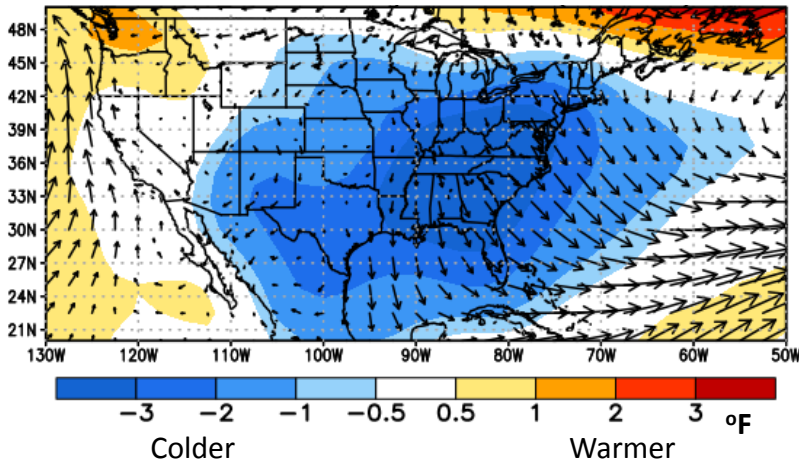 48N
45N
42N
39N
36N
33N
30N
27N
24N
21N
130W 120W 110W 100W 90W 80W 70W 60W 50W
−3 −2 −1 −0.5 0.5 1 2 3 ºF
Colder Warmer